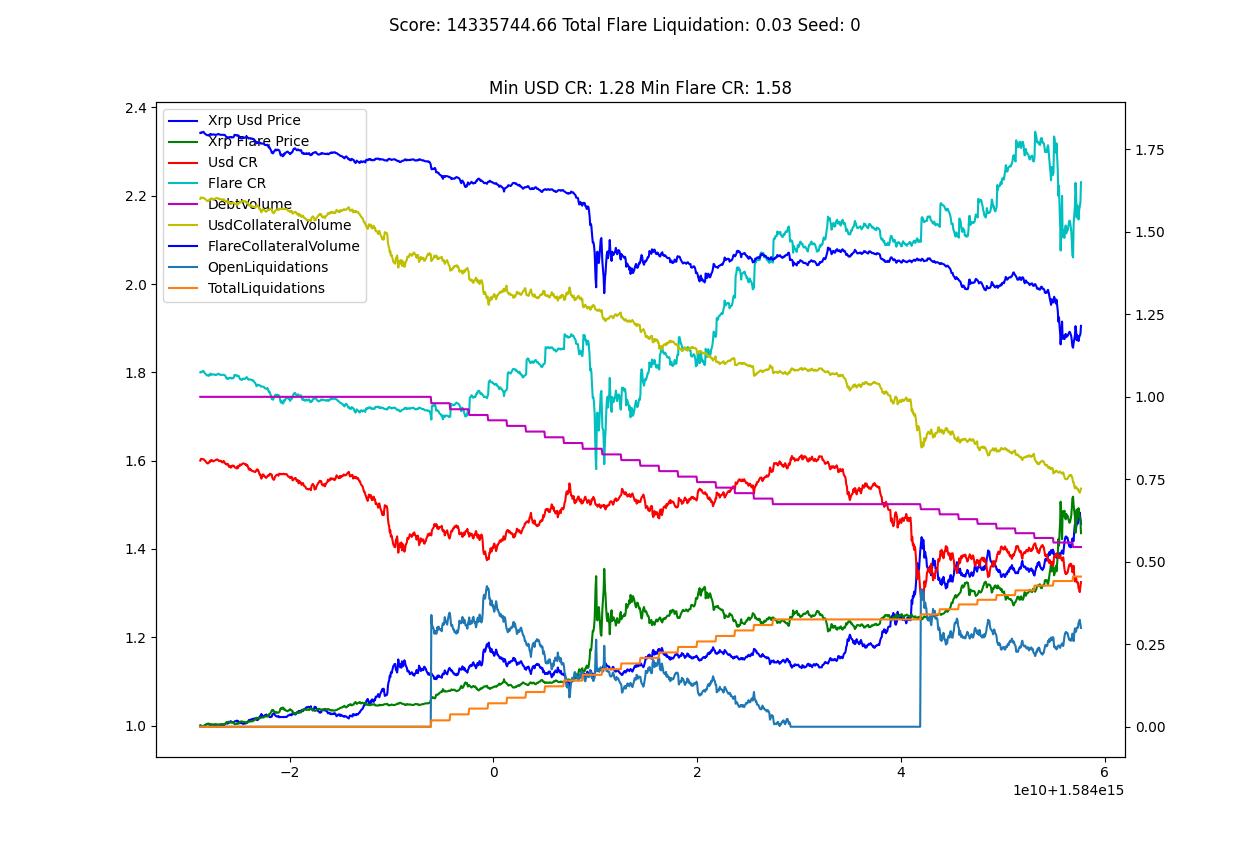 Score: 14335744.66 Total Flare Liquidation: 0.03 Seed: 0
Min USD CR: 1.28 Min Flare CR: 1.58
Xrp Usd Price
Xrp Flare Price
Usd CR
Flare CR
DebtVolume
UsdCollateralVolume
FlareCollateralVolume
OpenLiquidations
TotalLiquidations
2.4
2.2
2.0
1.8
1.6
1.4
1.2
1.0
1.75
1.50
1.25
1.00
0.75
0.50
0.25
0.00
−2
0
2
4
6
1e10+1.584e15